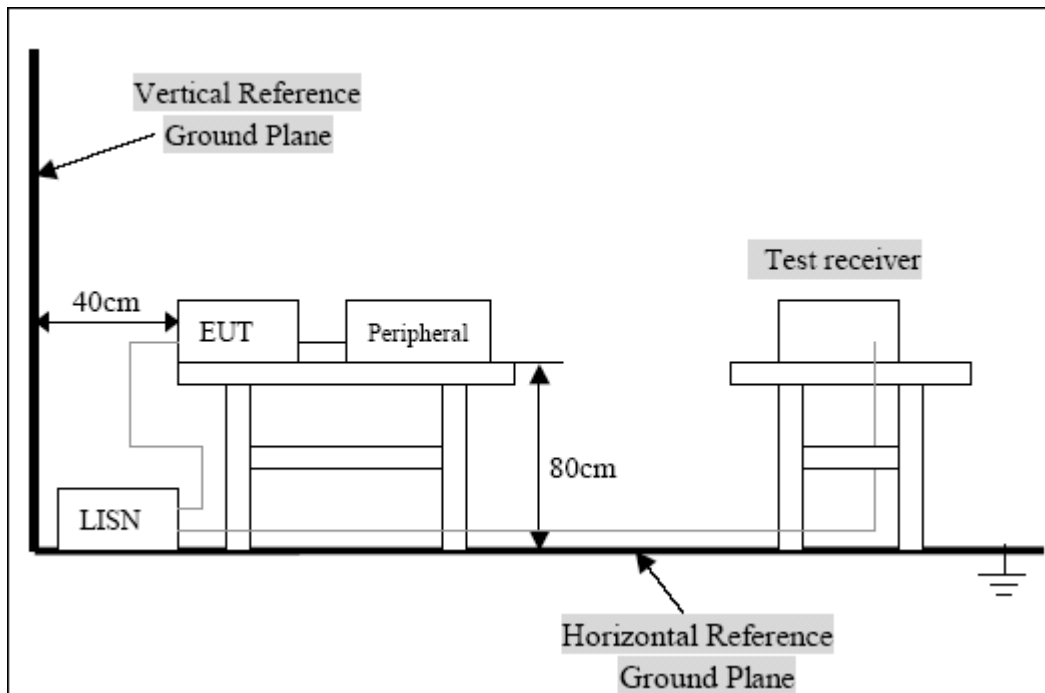 Vertical Reference
Ground Plane
Test receiver
40cm
EUT
Peripheral
80cm
LISN
Horizontal Reference
Ground Plane